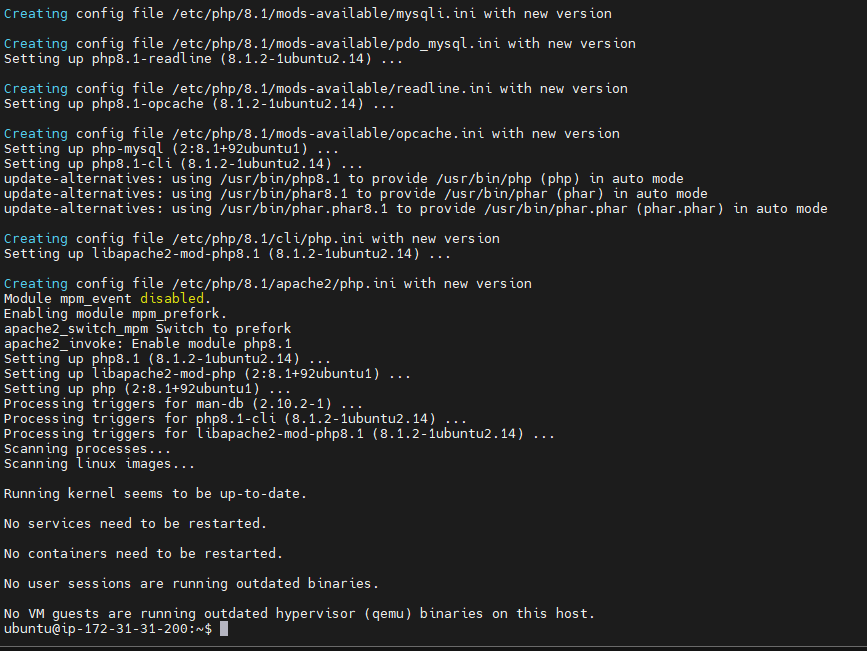 Creating config file /etc/php/8.1/mods-available/mysqli.ini with new version
Creating config file /etc/php/8.1/mods-available/pdo_mysql.ini with new version
Setting up php8.1-readline (8.1.2-1ubuntu2.14) ...
Creating config file /etc/php/8.1/mods-available/readline.ini with new version
Setting up php8.1-opcache (8.1.2-1ubuntu2.14) ...
Creating config file /etc/php/8.1/mods-available/opcache.ini with new version
Setting up php-mysql (2:8.1+92ubuntu1) ...
Setting up php8.1-cli (8.1.2-1ubuntu2.14) ...
update-alternatives: using /usr/bin/php8.1 to provide /usr/bin/php (php) in auto mode
update-alternatives: using /usr/bin/phar8.1 to provide /usr/bin/phar (phar) in auto mode
update-alternatives: using /usr/bin/phar.phar8.1 to provide /usr/bin/phar.phar (phar.phar) in auto mode
Creating config file /etc/php/8.1/cli/php.ini with new version
Setting up libapache2-mod-php8.1 (8.1.2-1ubuntu2.14) ...
Creating config file /etc/php/8.1/apache2/php.ini with new version
Module mpm_event disabled.
Enabling module mpm_prefork.
apache2_switch_mpm Switch to prefork
apache2_invoke: Enable module php8.1
Setting up php8.1 (8.1.2-1ubuntu2.14) ...
Setting up libapache2-mod-php (2:8.1+92ubuntu1) ...
Setting up php (2:8.1+92ubuntu1) ...
Processing triggers for man-db (2.10.2-1) ...
Processing triggers for php8.1-cli (8.1.2-1ubuntu2.14) ...
Processing triggers for libapache2-mod-php8.1 (8.1.2-1ubuntu2.14) ...
Scanning processes...
Scanning linux images...
Running kernel seems to be up-to-date.
No services need to be restarted.
No containers need to be restarted.
No user sessions are running outdated binaries.
No VM guests are running outdated hypervisor (qemu) binaries on this host.
ubuntu@ip-172-31-31-200:~$